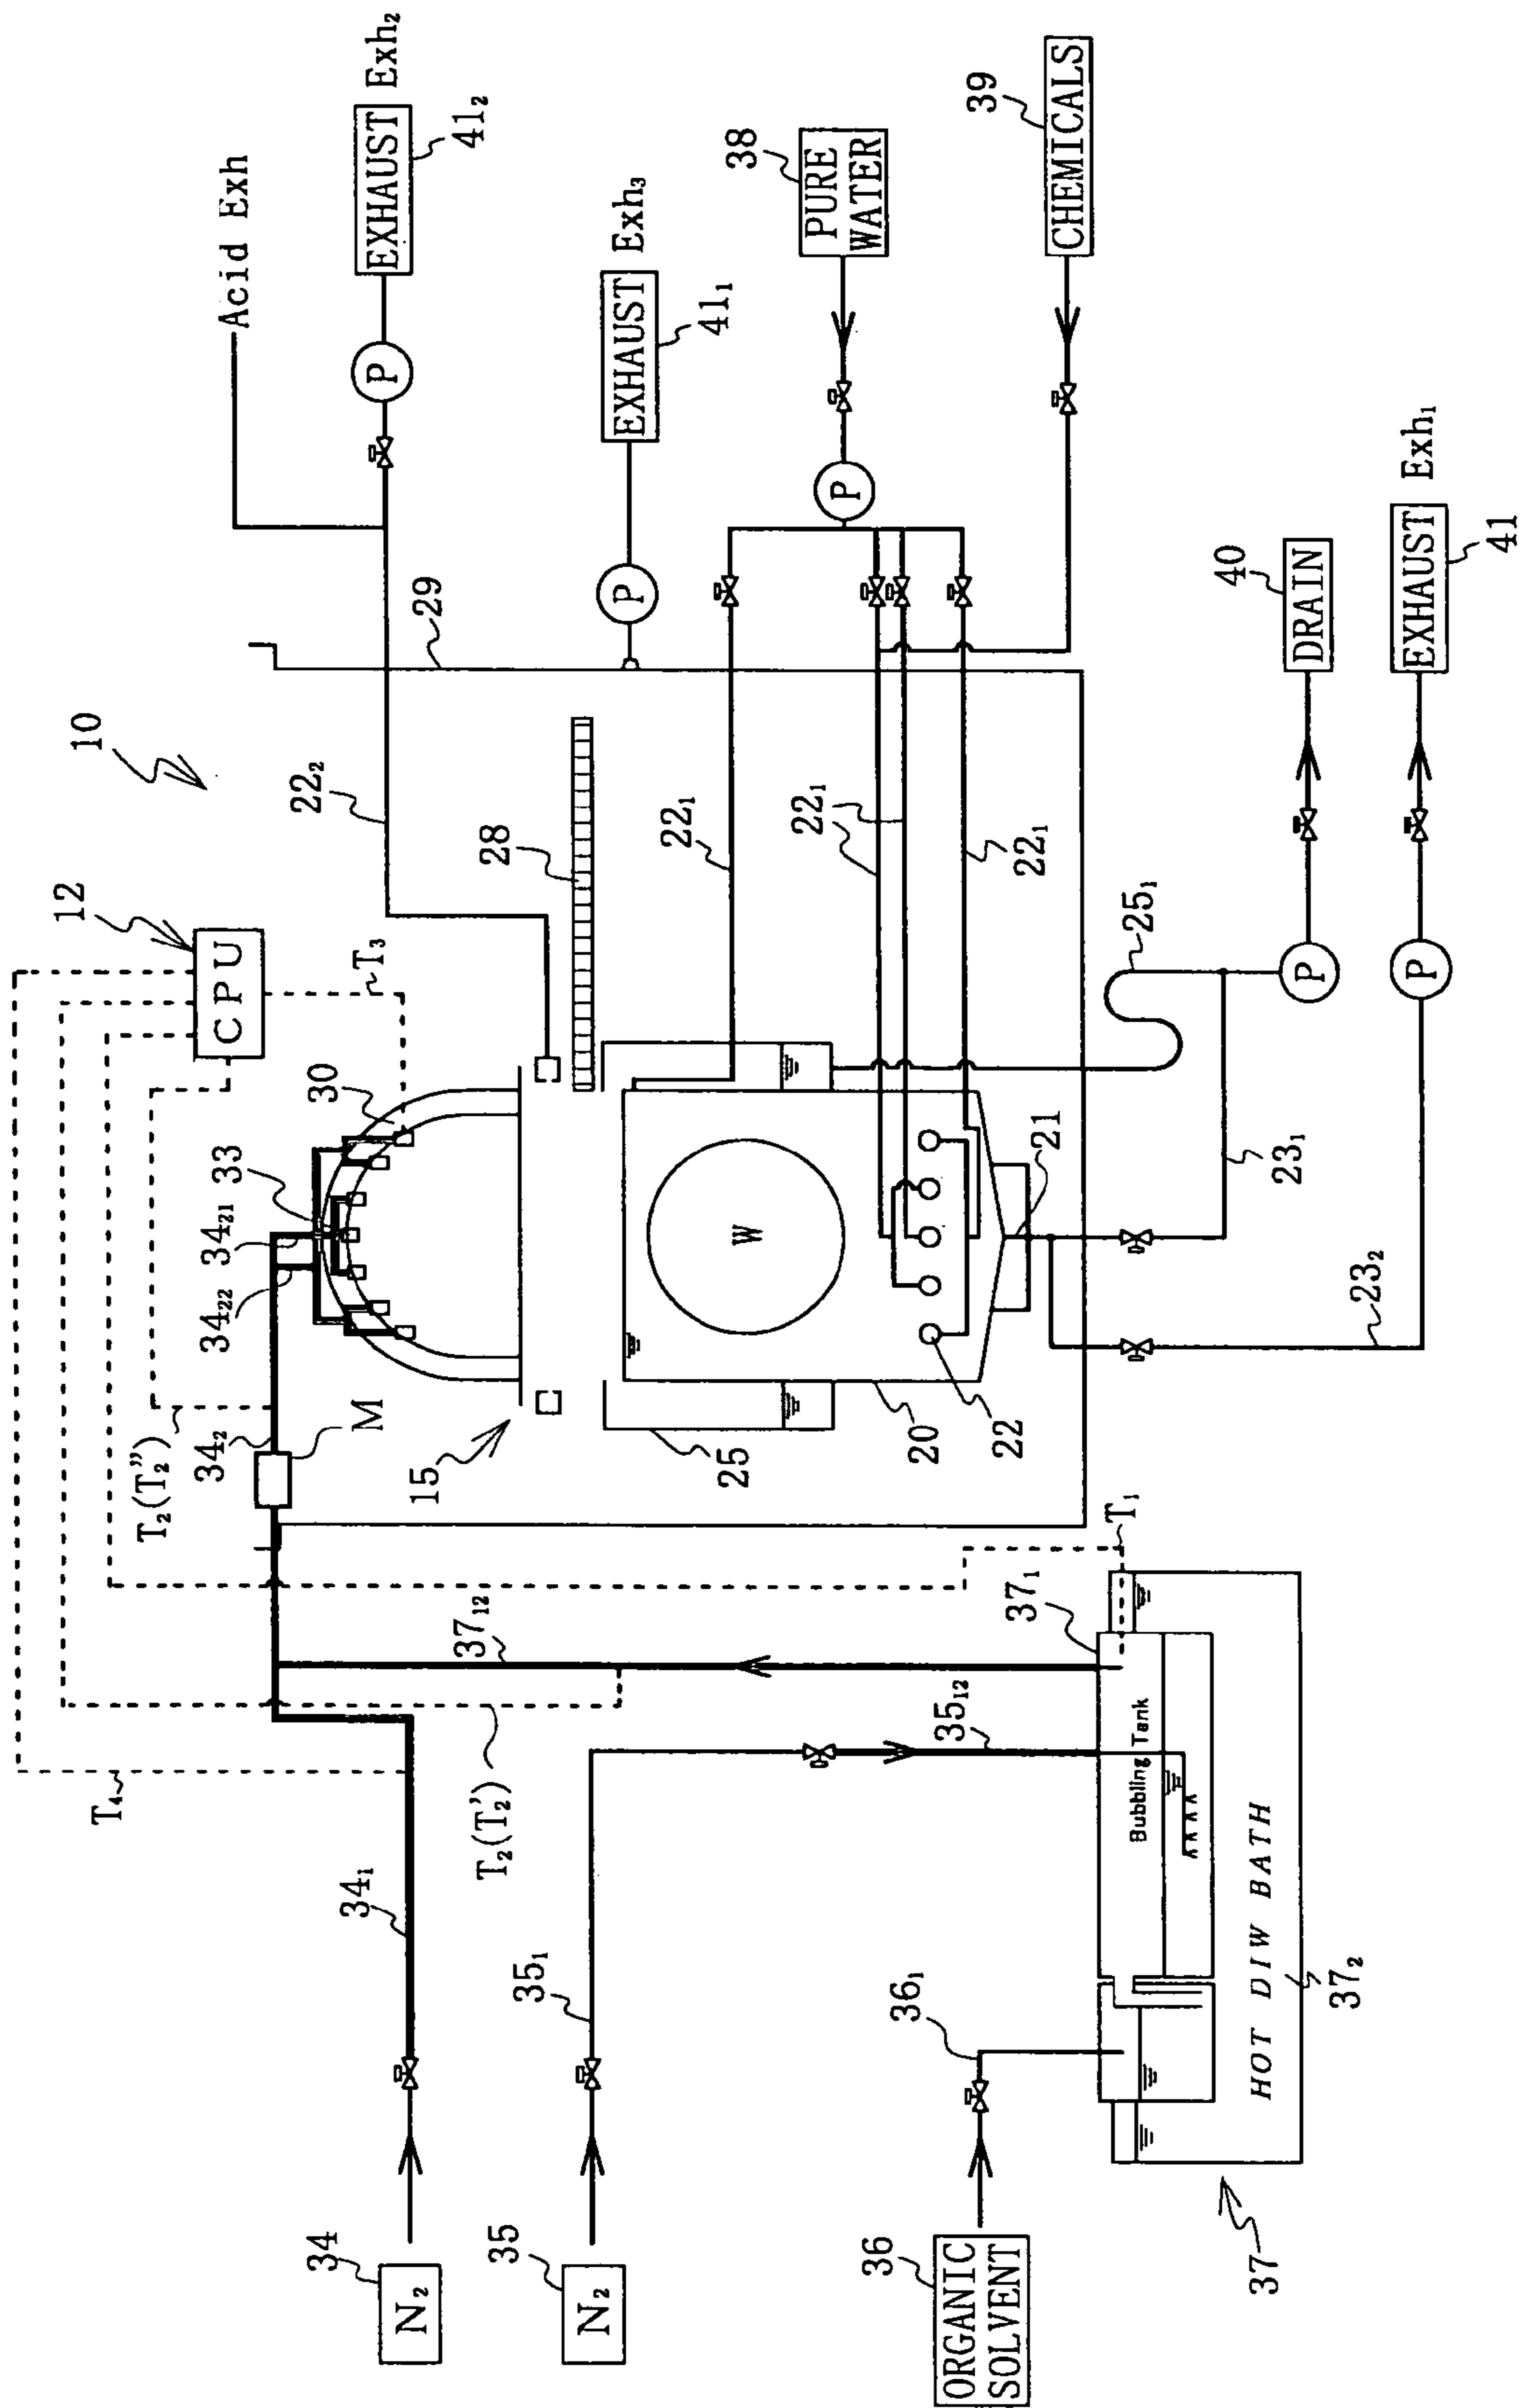 10
12
CPU
T₃
T₄
T₂(T₂")
T₂(T₂')
T₁
Acid Exh
EXHAUST
Exh₂
41₂
EXHAUST
Exh₃
41₁
38
PURE
WATER
39
CHEMICALS
40
DRAIN
EXHAUST
Exh₁
41
29
22₂
28
22₁
22₁
22₁
25₁
23₁
23₂
21
30
33
34₂₁
34₂₂
34₂
M
15
25
20
22
W
37₁₂
37₁
35₁₂
Bubbling Tank
HOT DIW BATH
37₂
37
34₁
35₁
36₁
34
N₂
35
N₂
36
ORGANIC
SOLVENT
P
P
P
P
P